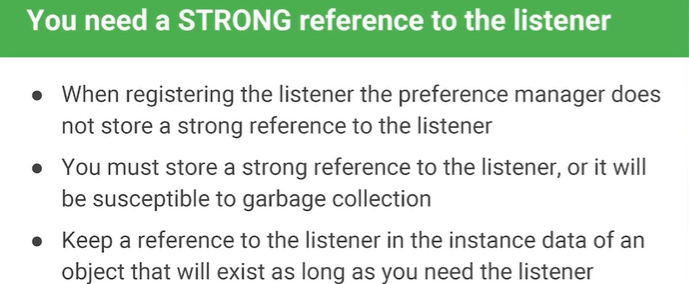 You need a STRONG reference to the listener
● When registering the listener the preference manager does
not store a strong reference to the listener
● You must store a strong reference to the listener, or it will
be susceptible to garbage collection
● Keep a reference to the listener in the instance data of an
object that will exist as long as you need the listener